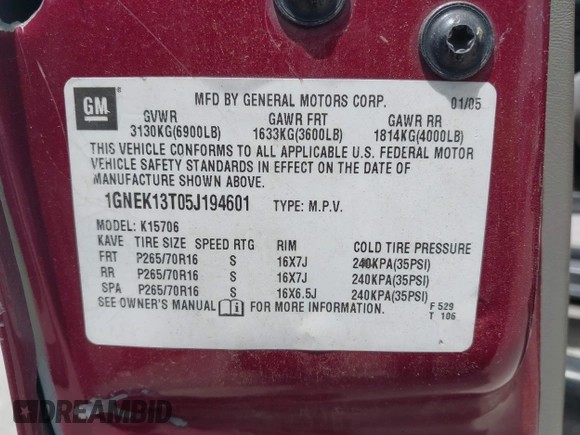 GM
MFD BY GENERAL MOTORS CORP. 01/05
GVWR GAWR FRT GAWR RR
3130KG(6900LB) 1633KG(3600LB) 1814KG(4000LB)
THIS VEHICLE CONFORMS TO ALL APPLICABLE U.S. FEDERAL MOTOR
VEHICLE SAFETY STANDARDS IN EFFECT ON THE DATE OF
MANUFACTURE SHOWN ABOVE.
1GNEK13T05J194601 TYPE: M.P.V.
MODEL: K15706
KAVE TIRE SIZE SPEED RTG RIM COLD TIRE PRESSURE
FRT P265/70R16 S 16X7J 240KPA(35PSI)
RR P265/70R16 S 16X7J 240KPA(35PSI)
SPA P265/70R16 S 16X6.5J 240KPA(35PSI)
SEE OWNER'S MANUAL FOR MORE INFORMATION. F 529
T 106
DREAMBID